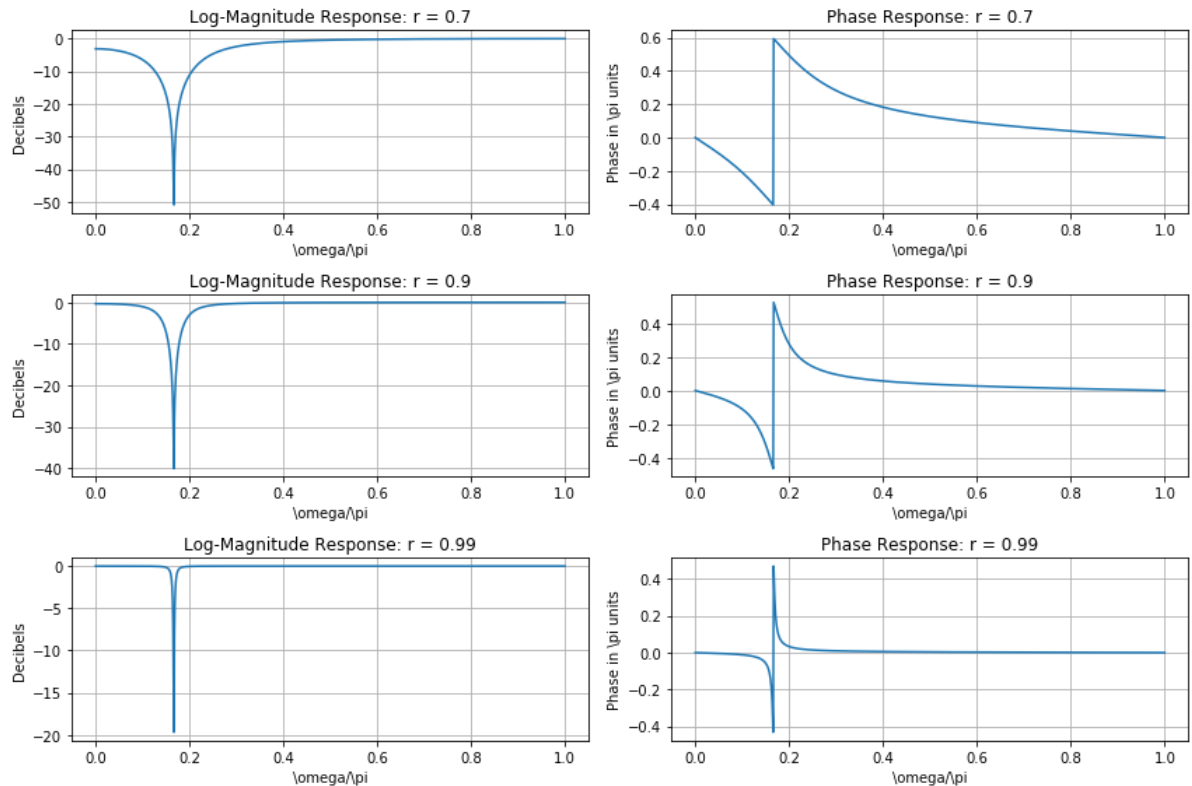 Log-Magnitude Response: r = 0.7
Decibels
0
−10
−20
−30
−40
−50
0.0 0.2 0.4 0.6 0.8 1.0
\omega/\pi
Phase Response: r = 0.7
Phase in \pi units
0.6
0.4
0.2
0.0
−0.2
−0.4
0.0 0.2 0.4 0.6 0.8 1.0
\omega/\pi
Log-Magnitude Response: r = 0.9
Decibels
0
−10
−20
−30
−40
0.0 0.2 0.4 0.6 0.8 1.0
\omega/\pi
Phase Response: r = 0.9
Phase in \pi units
0.4
0.2
0.0
−0.2
−0.4
0.0 0.2 0.4 0.6 0.8 1.0
\omega/\pi
Log-Magnitude Response: r = 0.99
Decibels
0
−5
−10
−15
−20
0.0 0.2 0.4 0.6 0.8 1.0
\omega/\pi
Phase Response: r = 0.99
Phase in \pi units
0.4
0.2
0.0
−0.2
−0.4
0.0 0.2 0.4 0.6 0.8 1.0
\omega/\pi